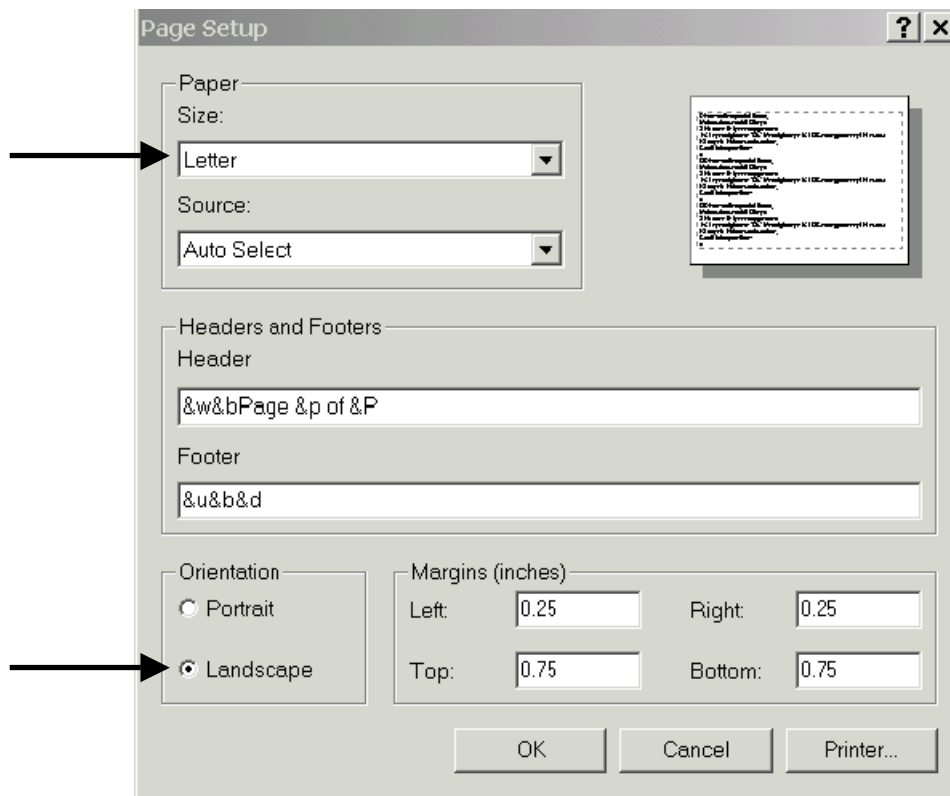 Page Setup
Paper
Size:
Letter
Source:
Auto Select
Headers and Footers
Header
&w&bPage &p of &P
Footer
&u&b&d
Orientation
Portrait
Landscape
Margins (inches)
Left: 0.25 Right: 0.25
Top: 0.75 Bottom: 0.75
OK Cancel Printer...